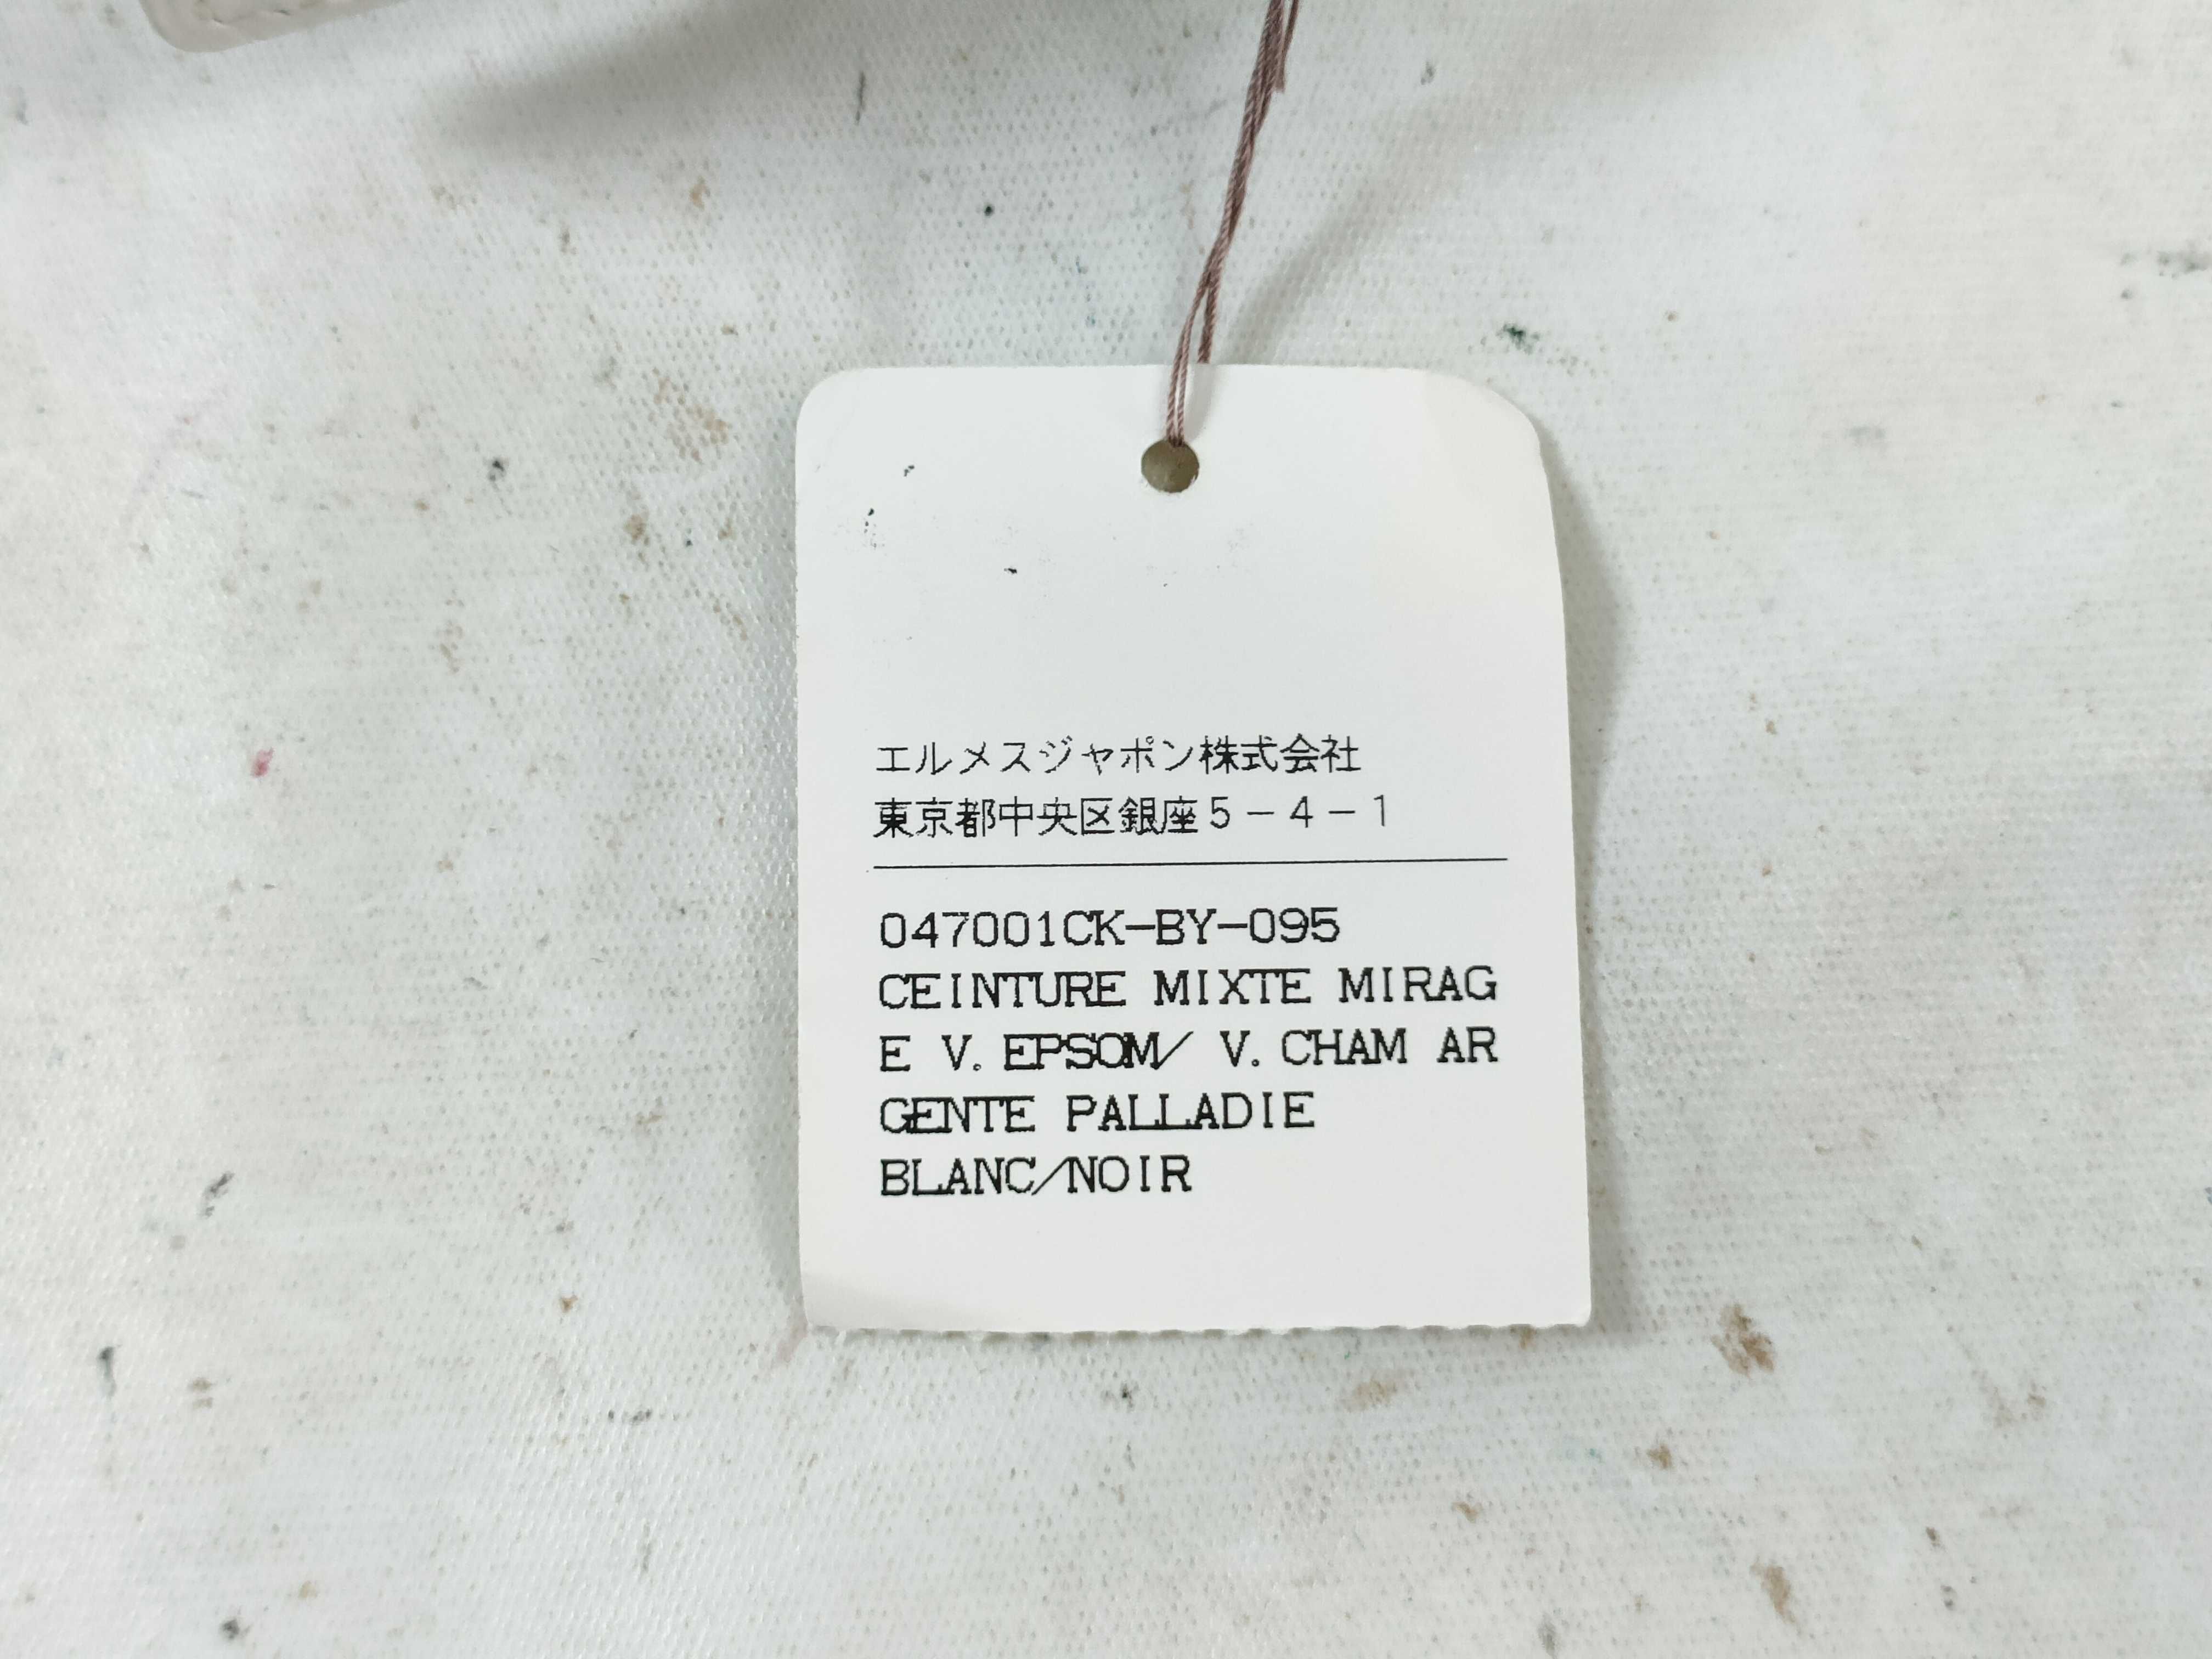 エルメスジャポン株式会社
東京都中央区銀座5-4-1
047001CK-BY-095
CEINTURE MIXTE MIRAG
E V. EPSOM/ V. CHAM AR
GENTE PALLADIE
BLANC/NOIR